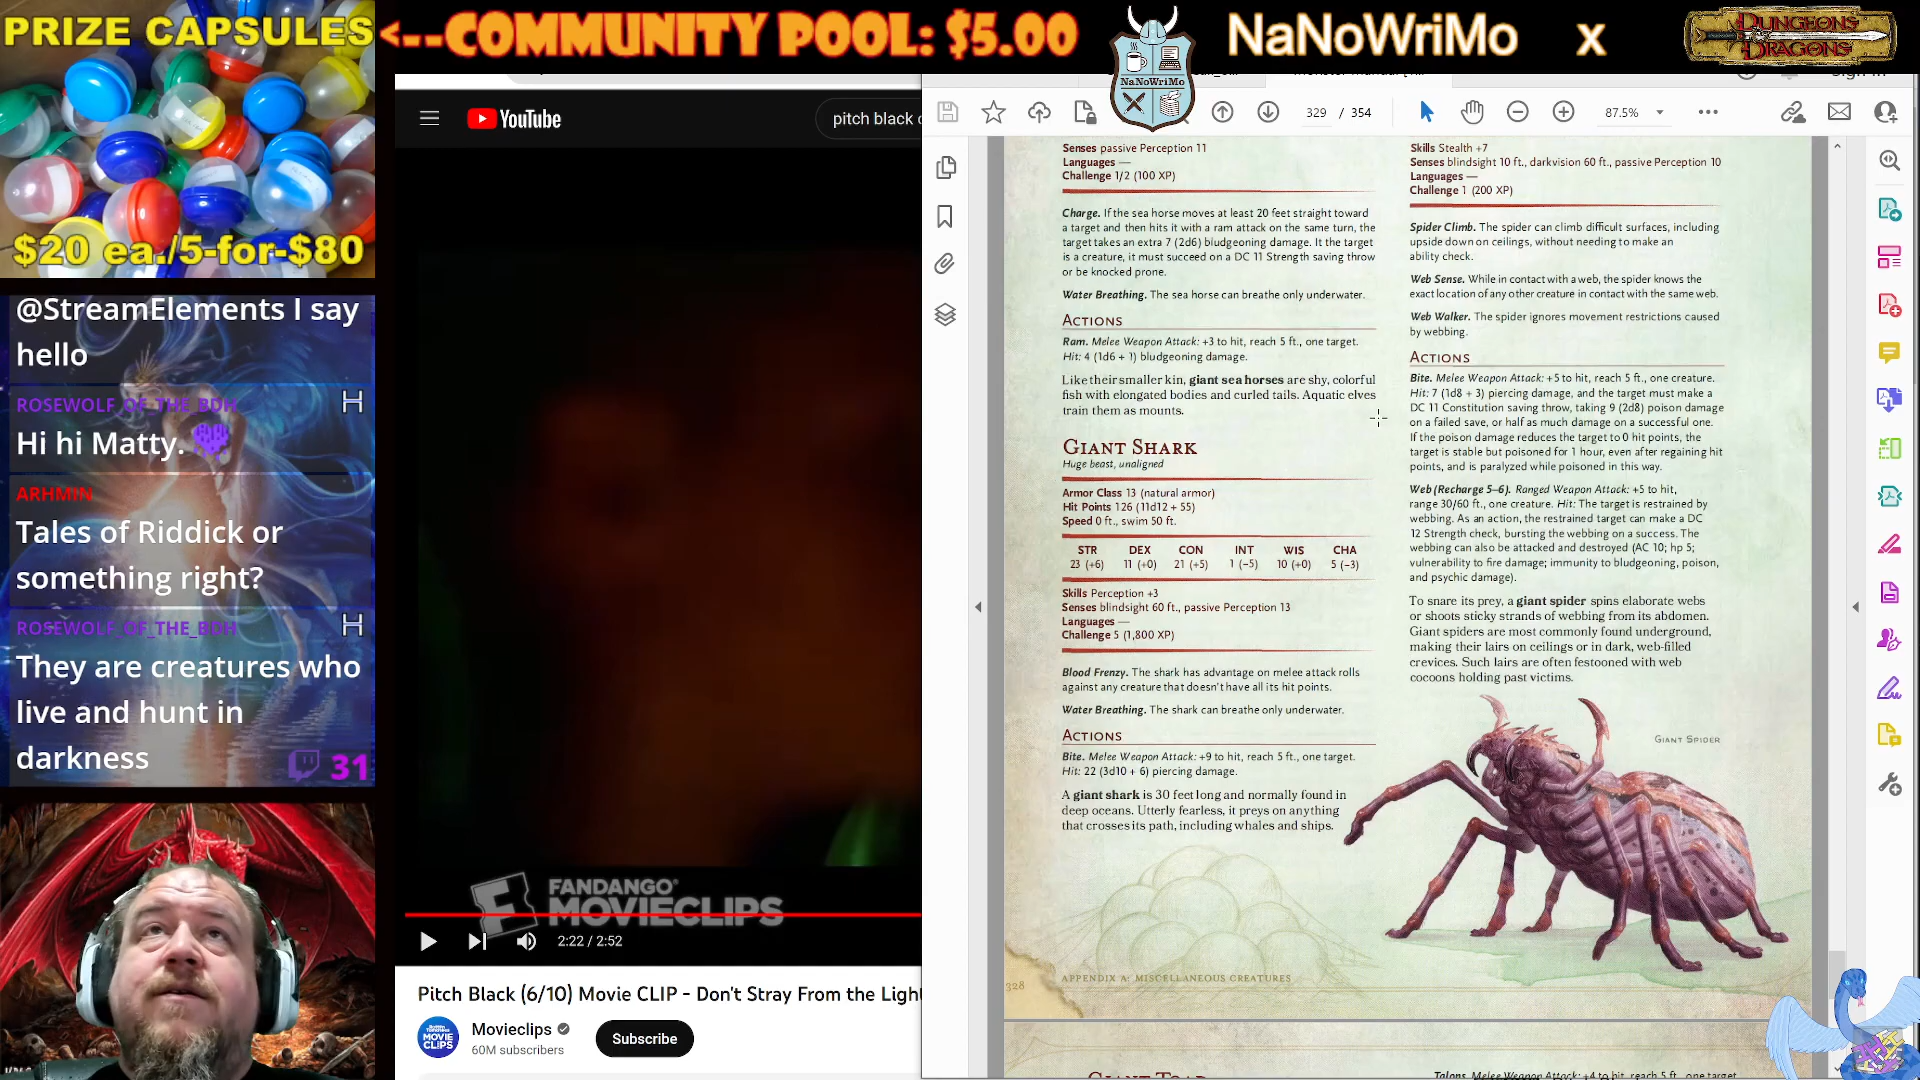 PRIZE CAPSULES
$20 ea./5-for-$80
<--COMMUNITY POOL: $5.00
NaNoWriMo
NaNoWriMo x
DUNGEONS & DRAGONS
@StreamElements I say
hello
ROSEWOLF_OF_THE_BDH
Hi hi Matty.
ARHMIN
Tales of Riddick or
something right?
ROSEWOLF_OF_THE_BDH
They are creatures who
live and hunt in
darkness
31
YouTube
pitch black
FANDANGO
MOVIECLIPS
2:22 / 2:52
Pitch Black (6/10) Movie CLIP - Don't Stray From the Light
Movieclips
60M subscribers
Subscribe
329 / 354
87.5%
Senses passive Perception 11
Languages —
Challenge 1/2 (100 XP)
Charge. If the sea horse moves at least 20 feet straight toward
a target and then hits it with a ram attack on the same turn, the
target takes an extra 7 (2d6) bludgeoning damage. It the target
is a creature, it must succeed on a DC 11 Strength saving throw
or be knocked prone.
Water Breathing. The sea horse can breathe only underwater.
ACTIONS
Ram. Melee Weapon Attack: +3 to hit, reach 5 ft., one target.
Hit: 4 (1d6 + 1) bludgeoning damage.
Like their smaller kin, giant sea horses are shy, colorful
fish with elongated bodies and curled tails. Aquatic elves
train them as mounts.
GIANT SHARK
Huge beast, unaligned
Armor Class 13 (natural armor)
Hit Points 126 (11d12 + 55)
Speed 0 ft., swim 50 ft.
STR DEX CON INT WIS CHA
23 (+6) 11 (+0) 21 (+5) 1 (−5) 10 (+0) 5 (−3)
Skills Perception +3
Senses blindsight 60 ft., passive Perception 13
Languages —
Challenge 5 (1,800 XP)
Blood Frenzy. The shark has advantage on melee attack rolls
against any creature that doesn't have all its hit points.
Water Breathing. The shark can breathe only underwater.
ACTIONS
Bite. Melee Weapon Attack: +9 to hit, reach 5 ft., one target.
Hit: 22 (3d10 + 6) piercing damage.
A giant shark is 30 feet long and normally found in
deep oceans. Utterly fearless, it preys on anything
that crosses its path, including whales and ships.
Skills Stealth +7
Senses blindsight 10 ft., darkvision 60 ft., passive Perception 10
Languages —
Challenge 1 (200 XP)
Spider Climb. The spider can climb difficult surfaces, including
upside down on ceilings, without needing to make an
ability check.
Web Sense. While in contact with a web, the spider knows the
exact location of any other creature in contact with the same web.
Web Walker. The spider ignores movement restrictions caused
by webbing.
ACTIONS
Bite. Melee Weapon Attack: +5 to hit, reach 5 ft., one creature.
Hit: 7 (1d8 + 3) piercing damage, and the target must make a
DC 11 Constitution saving throw, taking 9 (2d8) poison damage
on a failed save, or half as much damage on a successful one.
If the poison damage reduces the target to 0 hit points, the
target is stable but poisoned for 1 hour, even after regaining hit
points, and is paralyzed while poisoned in this way.
Web (Recharge 5–6). Ranged Weapon Attack: +5 to hit,
range 30/60 ft., one creature. Hit: The target is restrained by
webbing. As an action, the restrained target can make a DC
12 Strength check, bursting the webbing on a success. The
webbing can also be attacked and destroyed (AC 10; hp 5;
vulnerability to fire damage; immunity to bludgeoning, poison,
and psychic damage).
To snare its prey, a giant spider spins elaborate webs
or shoots sticky strands of webbing from its abdomen.
Giant spiders are most commonly found underground,
making their lairs on ceilings or in dark, web-filled
crevices. Such lairs are often festooned with web
cocoons holding past victims.
GIANT SPIDER
328
APPENDIX A: MISCELLANEOUS CREATURES
GIANT TOAD
Talons. Melee Weapon Attack: +4 to hit, reach 5 ft., one target